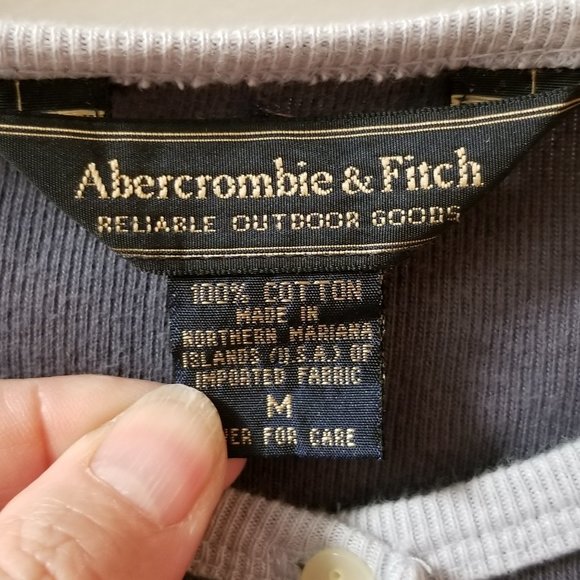 Abercrombie & Fitch
RELIABLE OUTDOOR GOODS
100% COTTON
MADE IN
NORTHERN MARIANA
ISLANDS (U.S.A.) OF
IMPORTED FABRIC
M
FOR CARE